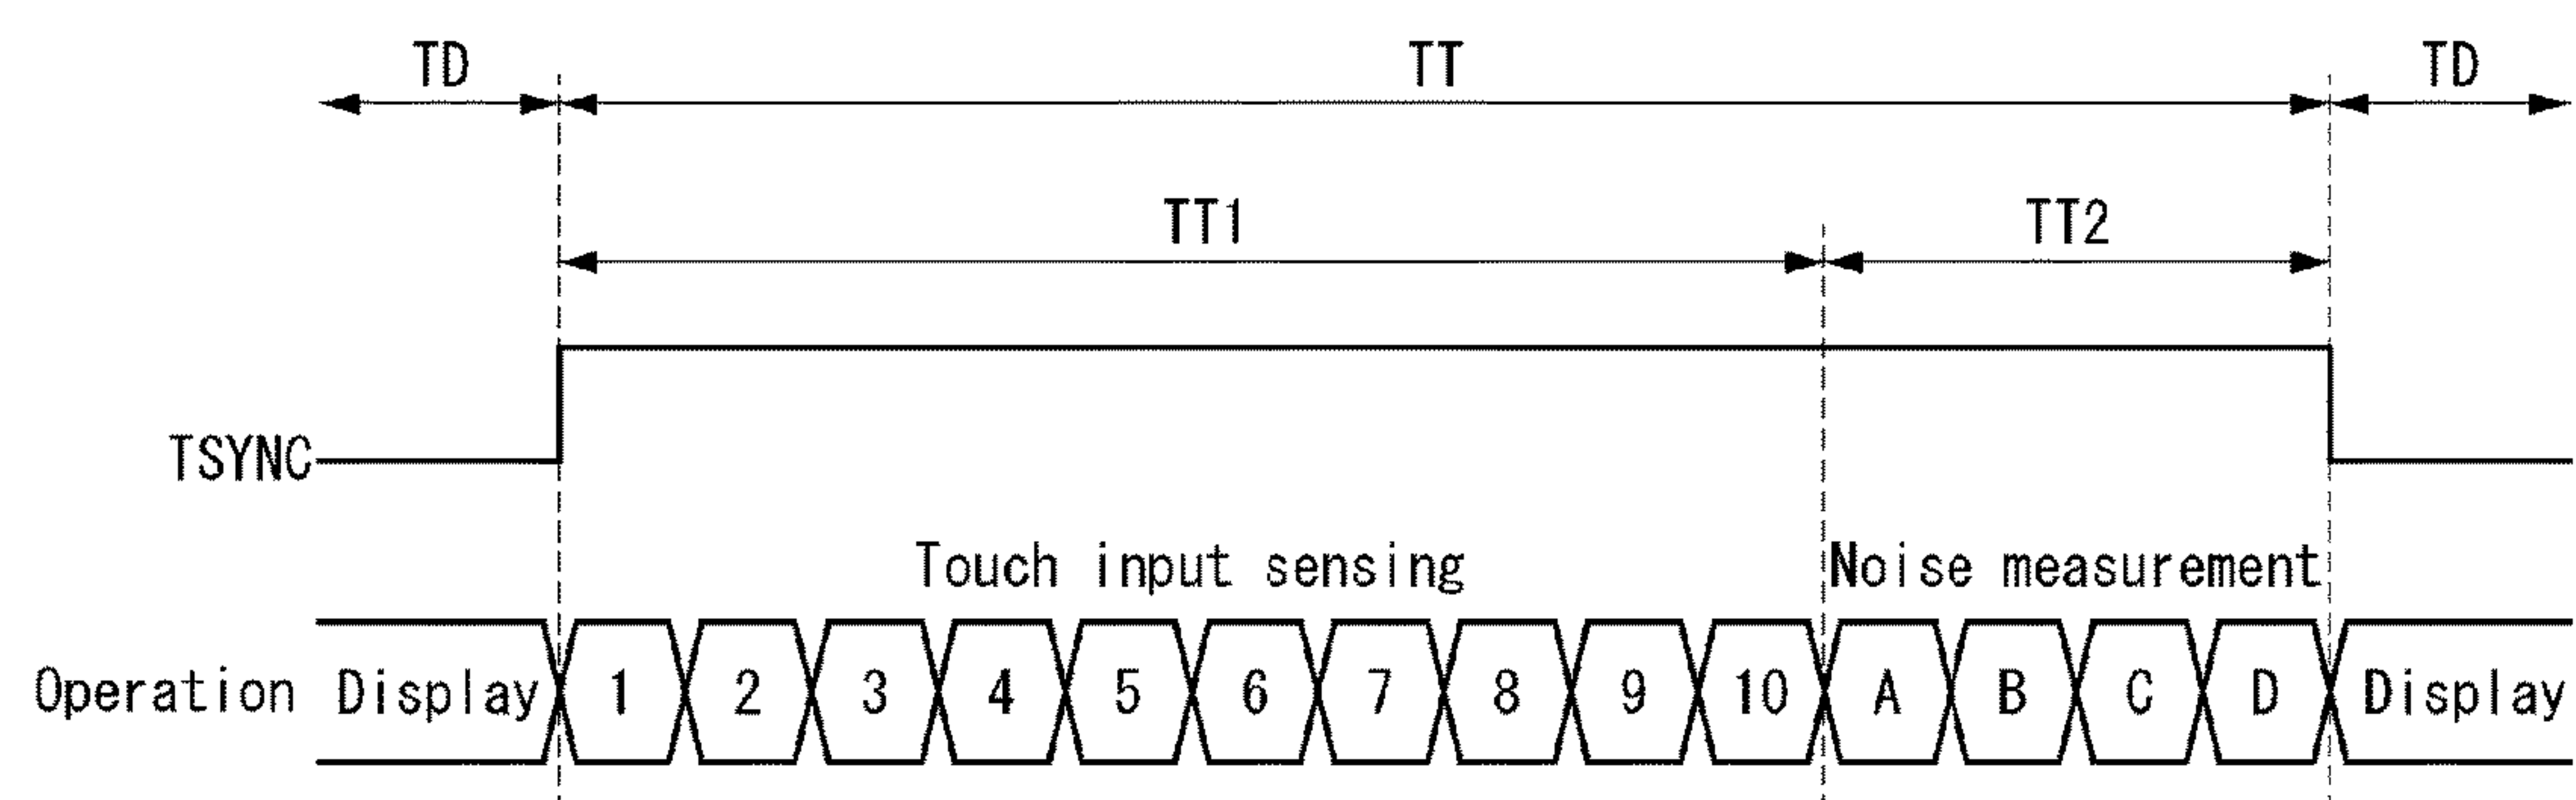 TD TT TD
TT1 TT2
TSYNC
Touch input sensing Noise measurement
Operation Display 1 2 3 4 5 6 7 8 9 10 A B C D Display